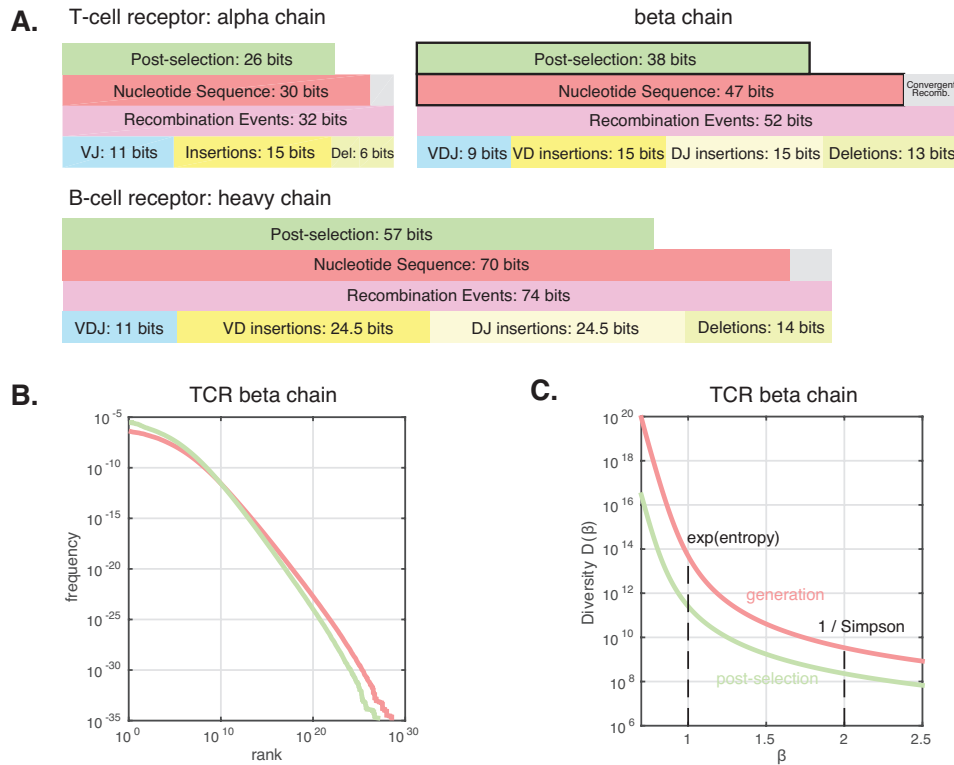 A.
T-cell receptor: alpha chain
beta chain
Post-selection: 26 bits
Post-selection: 38 bits
Nucleotide Sequence: 30 bits
Nucleotide Sequence: 47 bits
Convergent
Recomb.
Recombination Events: 32 bits
Recombination Events: 52 bits
VJ: 11 bits
Insertions: 15 bits
Del: 6 bits
VDJ: 9 bits
VD insertions: 15 bits
DJ insertions: 15 bits
Deletions: 13 bits
B-cell receptor: heavy chain
Post-selection: 57 bits
Nucleotide Sequence: 70 bits
Recombination Events: 74 bits
VDJ: 11 bits
VD insertions: 24.5 bits
DJ insertions: 24.5 bits
Deletions: 14 bits
B.
TCR beta chain
frequency
10^-5
10^-10
10^-15
10^-20
10^-25
10^-30
10^-35
10^0
10^10
10^20
10^30
rank
C.
TCR beta chain
Diversity D(β)
10^20
10^18
10^16
10^14
10^12
10^10
10^8
10^6
exp(entropy)
generation
1 / Simpson
post-selection
1
1.5
2
2.5
β